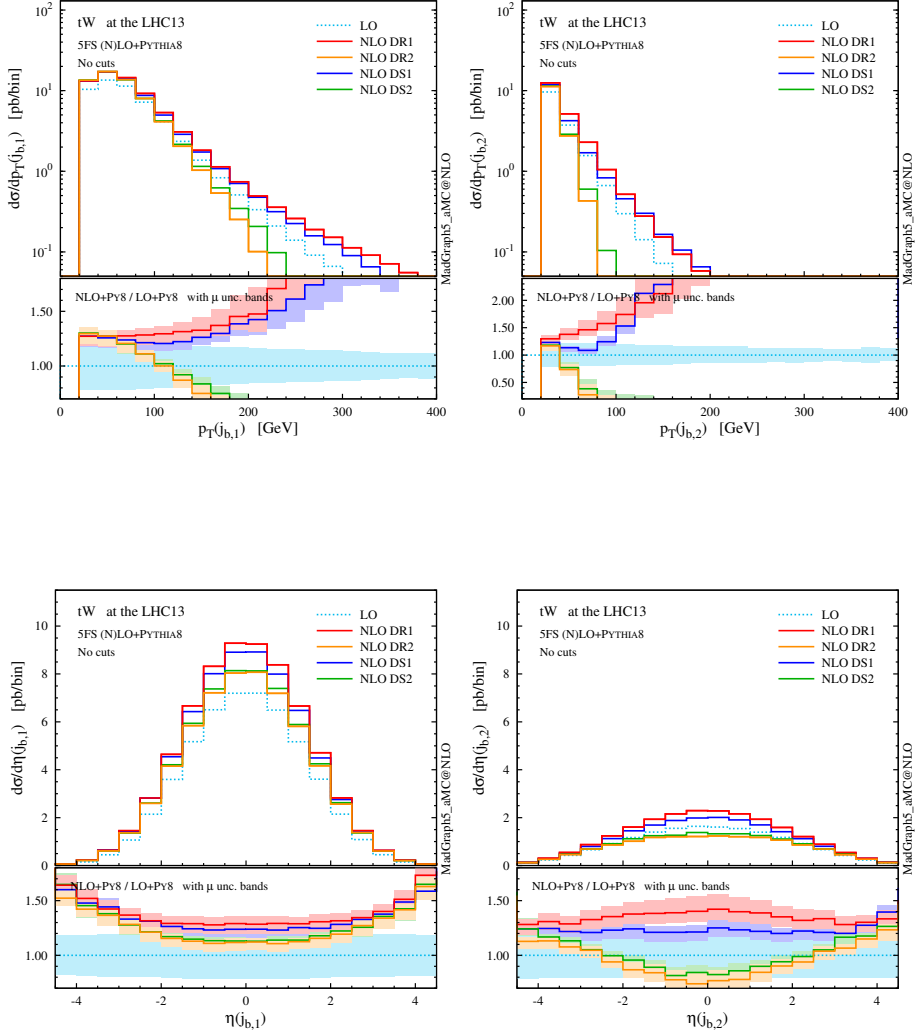 tW at the LHC13
5FS (N)LO+PYTHIA8
No cuts
LO
NLO DR1
NLO DR2
NLO DS1
NLO DS2
10²
10¹
10⁰
10⁻¹
dσ/dp_T(j_b,1) [pb/bin]
MadGraph5_aMC@NLO
NLO+PY8 / LO+PY8 with μ unc. bands
1.50
1.00
0 100 200 300 400
p_T(j_b,1) [GeV]
tW at the LHC13
5FS (N)LO+PYTHIA8
No cuts
LO
NLO DR1
NLO DR2
NLO DS1
NLO DS2
10²
10¹
10⁰
10⁻¹
dσ/dp_T(j_b,2) [pb/bin]
MadGraph5_aMC@NLO
NLO+PY8 / LO+PY8 with μ unc. bands
2.00
1.50
1.00
0.50
0 100 200 300 400
p_T(j_b,2) [GeV]
tW at the LHC13
5FS (N)LO+PYTHIA8
No cuts
LO
NLO DR1
NLO DR2
NLO DS1
NLO DS2
10
8
6
4
2
0
dσ/dη(j_b,1) [pb/bin]
MadGraph5_aMC@NLO
NLO+PY8 / LO+PY8 with μ unc. bands
1.50
1.00
-4 -2 0 2 4
η(j_b,1)
tW at the LHC13
5FS (N)LO+PYTHIA8
No cuts
LO
NLO DR1
NLO DR2
NLO DS1
NLO DS2
10
8
6
4
2
0
dσ/dη(j_b,2) [pb/bin]
MadGraph5_aMC@NLO
NLO+PY8 / LO+PY8 with μ unc. bands
1.50
1.00
-4 -2 0 2 4
η(j_b,2)